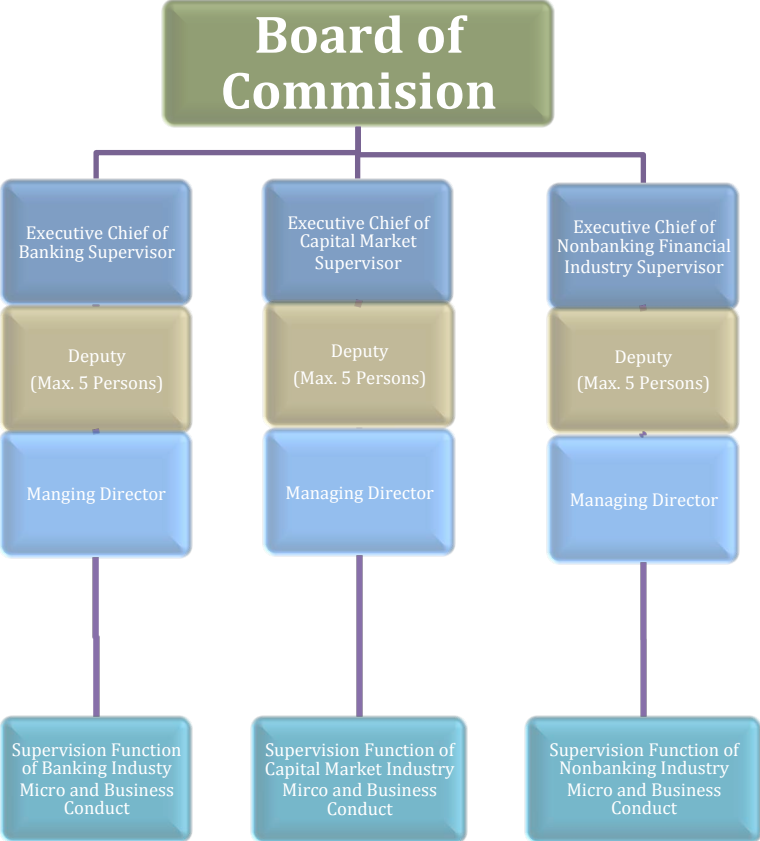 Board of
Commision
Executive Chief of
Banking Supervisor
Executive Chief of
Capital Market
Supervisor
Executive Chief of
Nonbanking Financial
Industry Supervisor
Deputy
(Max. 5 Persons)
Deputy
(Max. 5 Persons)
Deputy
(Max. 5 Persons)
Manging Director
Managing Director
Managing Director
Supervision Function
of Banking Industy
Micro and Business
Conduct
Supervision Function of
Capital Market Industry
Mirco and Business
Conduct
Supervision Function of
Nonbanking Industry
Micro and Business
Conduct